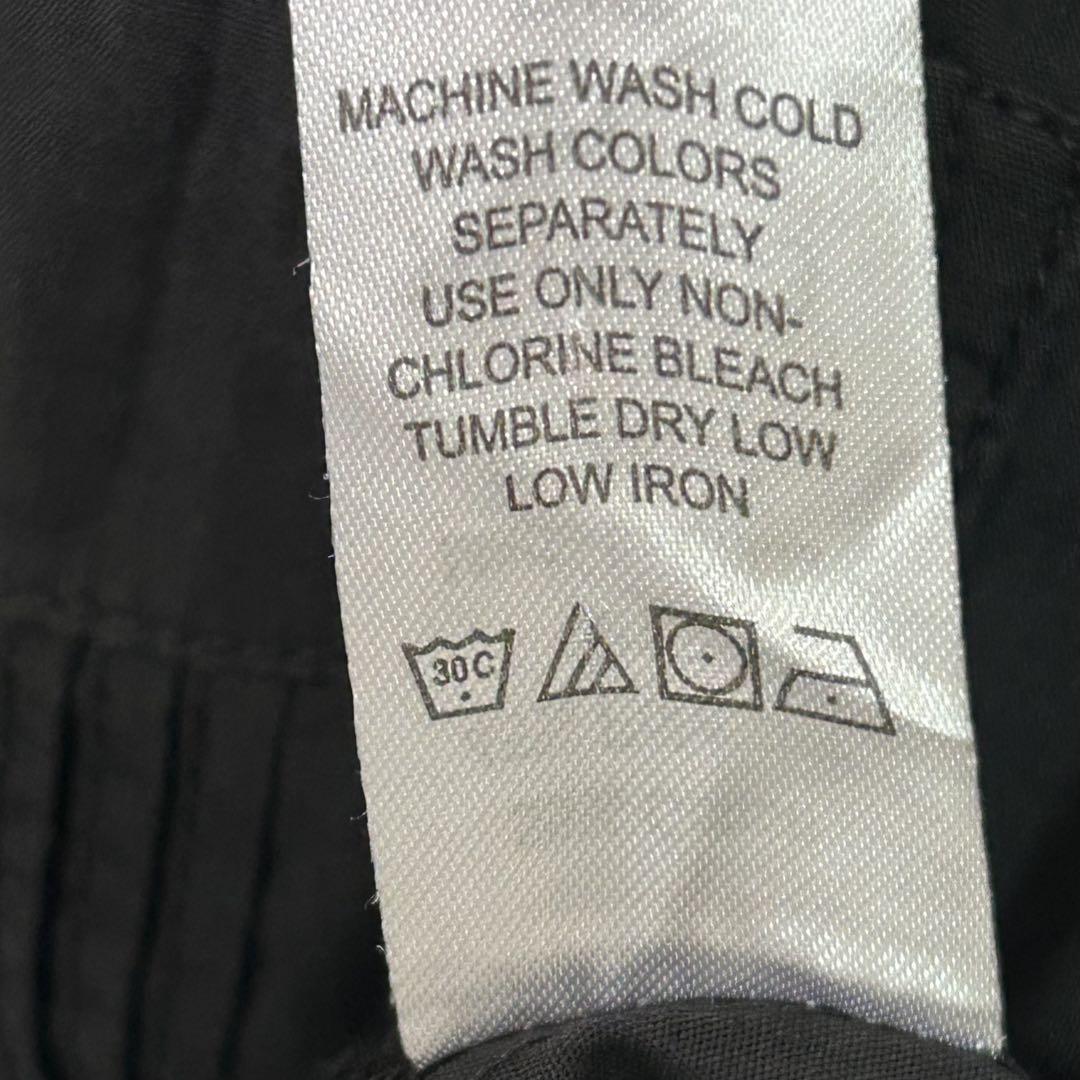 MACHINE WASH COLD
WASH COLORS
SEPARATELY
USE ONLY NON-
CHLORINE BLEACH
TUMBLE DRY LOW
LOW IRON
30C